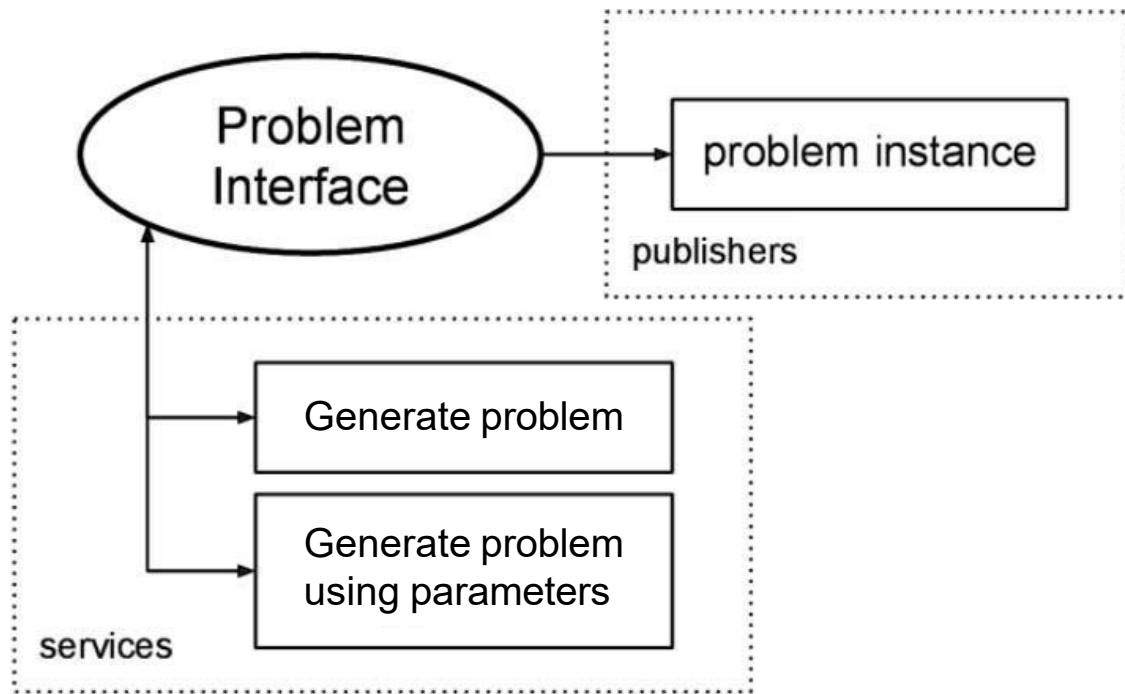 Problem
Interface
problem instance
publishers
Generate problem
Generate problem
using parameters
services